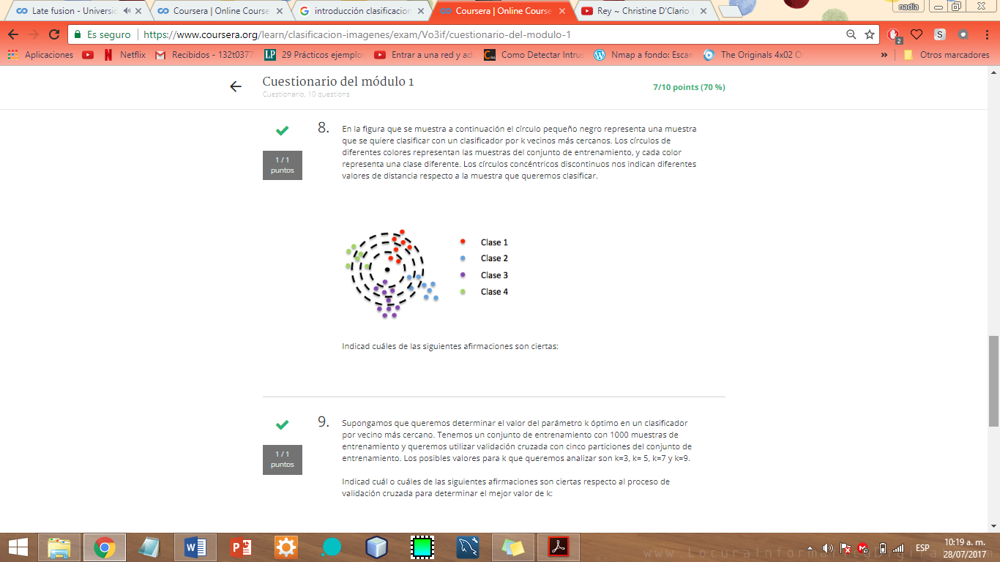 Late fusion - Universi
Coursera | Online Course
introducción clasificacion
Coursera | Online Course
Rey ~ Christine D'Clario
nadia
Es seguro
https://www.coursera.org/learn/clasificacion-imagenes/exam/Vo3if/cuestionario-del-modulo-1
Aplicaciones
Netflix
Recibidos - 132t0377
29 Prácticos ejemplo
Entrar a una red y ad
Como Detectar Intrus
Nmap a fondo: Escan
The Originals 4x02 O
»
Otros marcadores
Cuestionario del módulo 1
Cuestionario, 10 questions
7/10 points (70 %)
8.
En la figura que se muestra a continuación el círculo pequeño negro representa una muestra
que se quiere clasificar con un clasificador por k vecinos más cercanos. Los círculos de
diferentes colores representan las muestras del conjunto de entrenamiento, y cada color
representa una clase diferente. Los círculos concéntricos discontinuos nos indican diferentes
valores de distancia respecto a la muestra que queremos clasificar.
1 / 1
puntos
Clase 1
Clase 2
Clase 3
Clase 4
Indicad cuáles de las siguientes afirmaciones son ciertas:
9.
Supongamos que queremos determinar el valor del parámetro k óptimo en un clasificador
por vecino más cercano. Tenemos un conjunto de entrenamiento con 1000 muestras de
entrenamiento y queremos utilizar validación cruzada con cinco particiones del conjunto de
entrenamiento. Los posibles valores para k que queremos analizar son k=3, k= 5, k=7 y k=9.
1 / 1
puntos
Indicad cuál o cuáles de las siguientes afirmaciones son ciertas respecto al proceso de
validación cruzada para determinar el mejor valor de k:
ESP
10:19 a. m.
28/07/2017